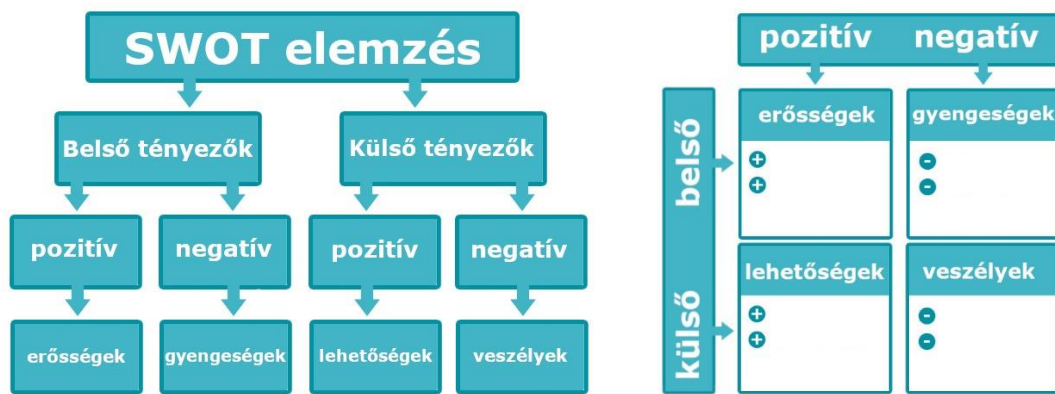 SWOT elemzés
Belső tényezők
Külső tényezők
pozitív
negatív
pozitív
negatív
erősségek
gyengeségek
lehetőségek
veszélyek
pozitív negatív
belső
külső
erősségek
gyengeségek
+
+
-
-
lehetőségek
veszélyek
+
+
-
-